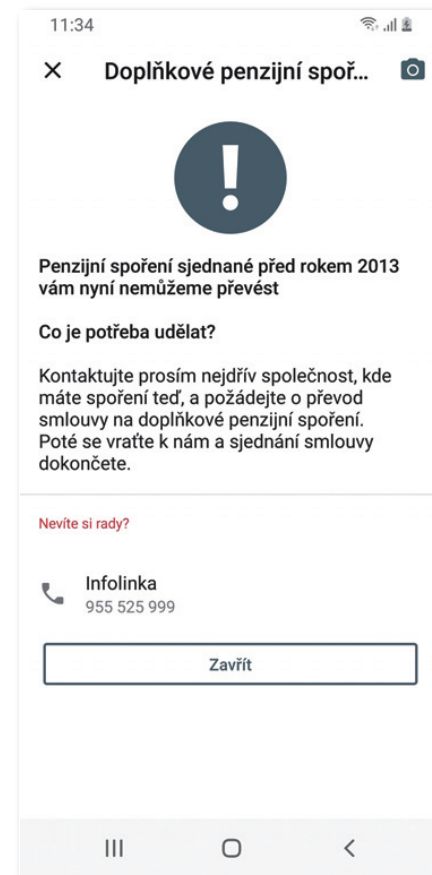 11:34
Doplňkové penzijní spoř...
!
Penzijní spoření sjednané před rokem 2013
vám nyní nemůžeme převést
Co je potřeba udělat?
Kontaktujte prosím nejdřív společnost, kde
máte spoření teď, a požádejte o převod
smlouvy na doplňkové penzijní spoření.
Poté se vraťte k nám a sjednání smlouvy
dokončete.
Nevíte si rady?
Infolinka
955 525 999
Zavřít